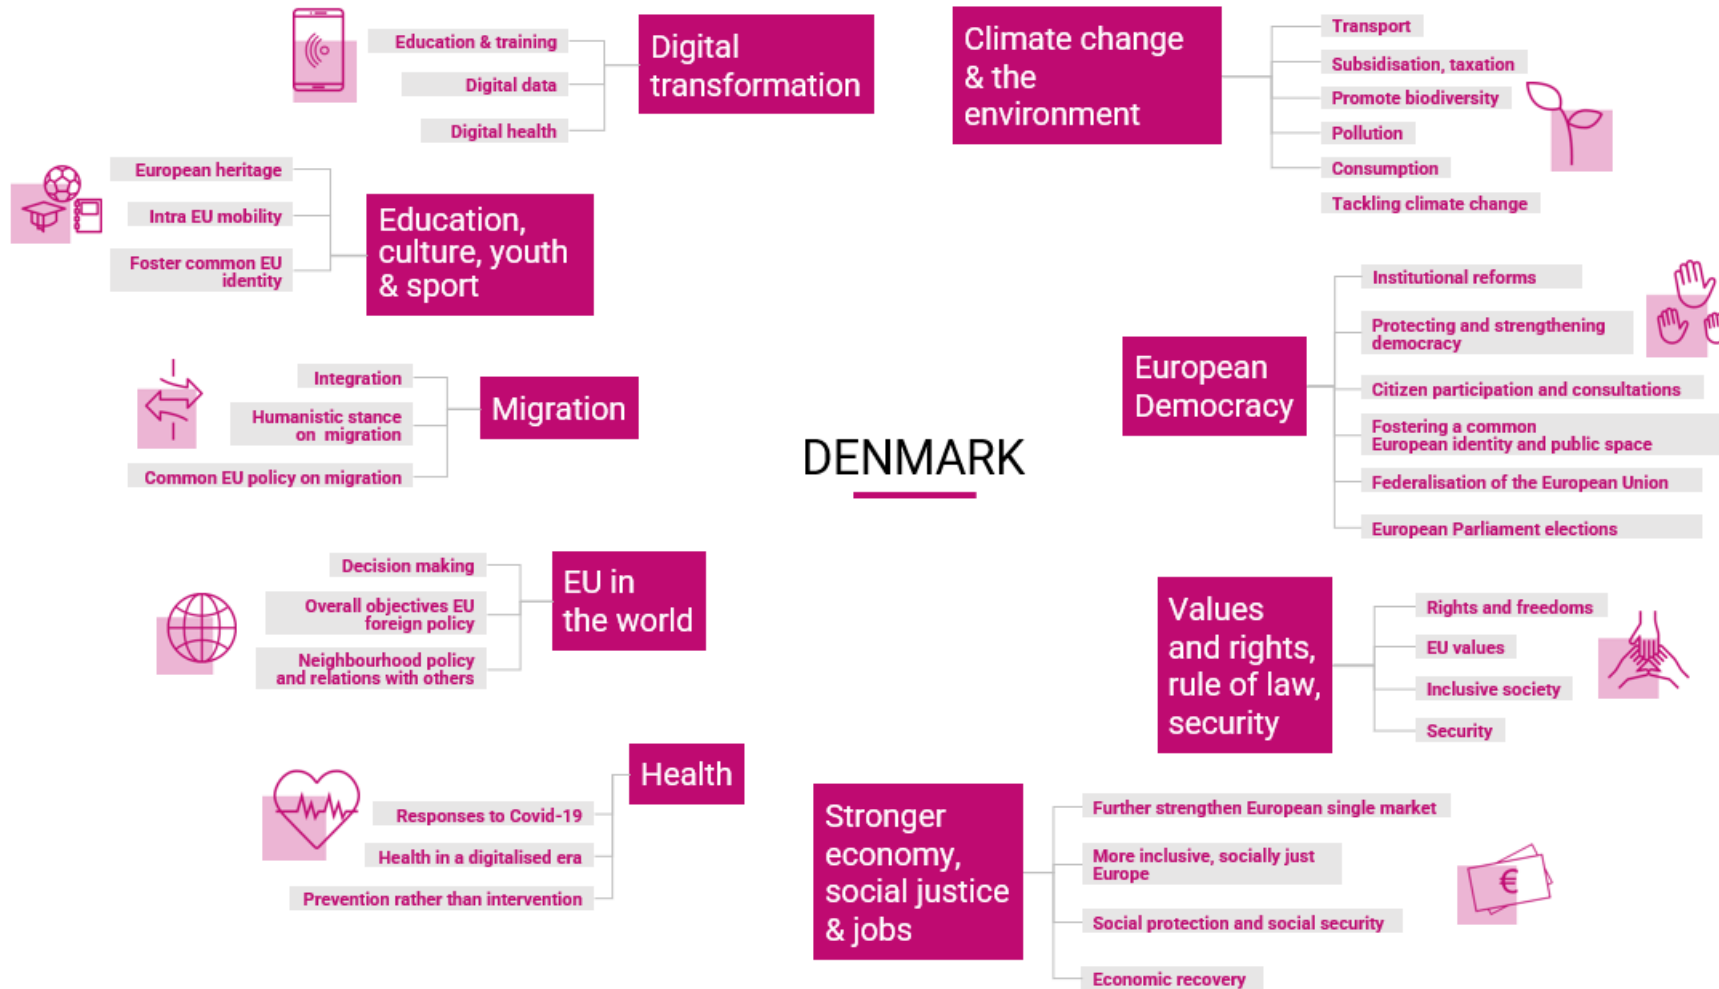 Digital
transformation
Education & training
Digital data
Digital health
Education,
culture, youth
& sport
European heritage
Intra EU mobility
Foster common EU
identity
Migration
Integration
Humanistic stance
on migration
Common EU policy on migration
EU in
the world
Decision making
Overall objectives EU
foreign policy
Neighbourhood policy
and relations with others
Health
Responses to Covid-19
Health in a digitalised era
Prevention rather than intervention
DENMARK
Climate change
& the
environment
Transport
Subsidisation, taxation
Promote biodiversity
Pollution
Consumption
Tackling climate change
European
Democracy
Institutional reforms
Protecting and strengthening
democracy
Citizen participation and consultations
Fostering a common
European identity and public space
Federalisation of the European Union
European Parliament elections
Values
and rights,
rule of law,
security
Rights and freedoms
EU values
Inclusive society
Security
Stronger
economy,
social justice
& jobs
Further strengthen European single market
More inclusive, socially just
Europe
Social protection and social security
Economic recovery
€